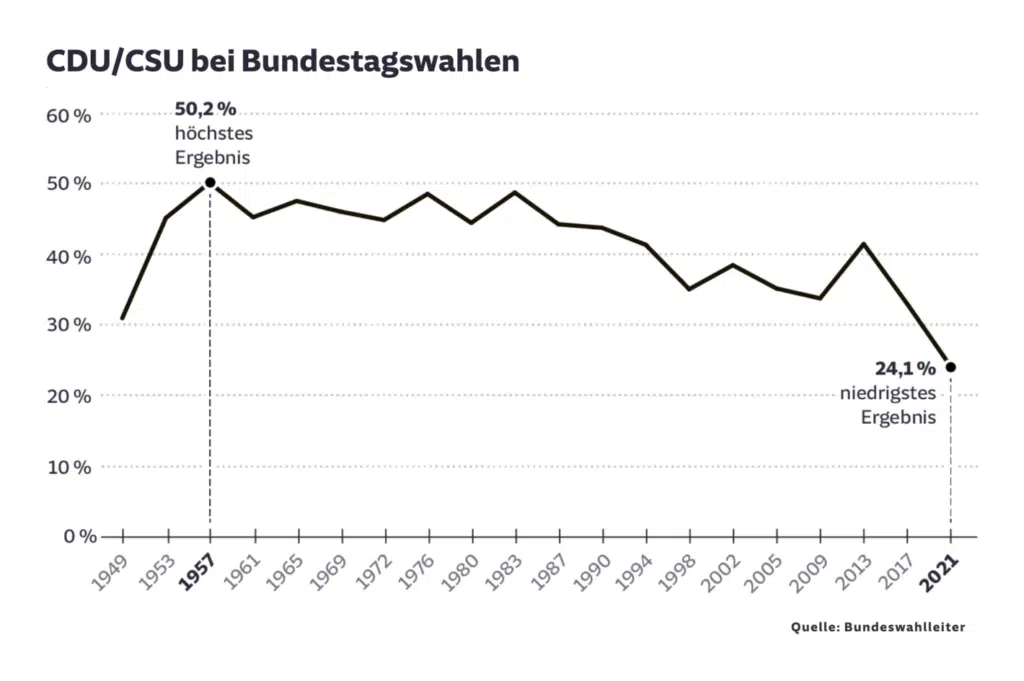 CDU/CSU bei Bundestagswahlen
60 %
50,2 %
höchstes
Ergebnis
50 %
40 %
30 %
24,1 %
niedrigstes
Ergebnis
20 %
10 %
0 %
1949 1953 1957 1961 1965 1969 1972 1976 1980 1983 1987 1990 1994 1998 2002 2005 2009 2013 2017 2021
Quelle: Bundeswahlleiter